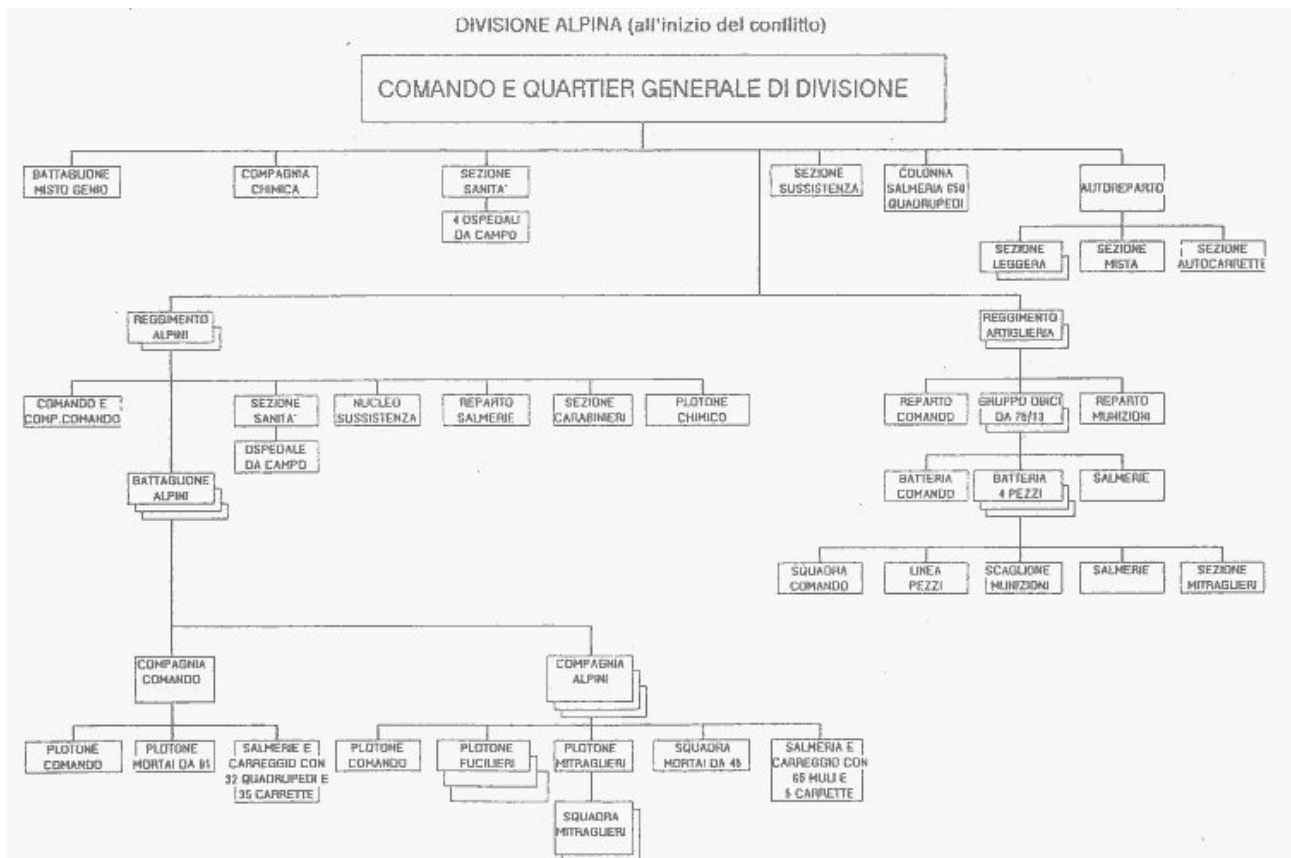 DIVISIONE ALPINA (all'inizio del conflitto)
COMANDO E QUARTIER GENERALE DI DIVISIONE
BATTAGLIONE
MISTO GENIO
COMPAGNIA
CHIMICA
SEZIONE
SANITA'
4 OSPEDALI
DA CAMPO
SEZIONE
SUSSISTENZA
COLONNA
SALMERIA 650
QUADRUPEDI
AUTOREPARTO
SEZIONE
LEGGERA
SEZIONE
MISTA
SEZIONE
AUTOCARRETTE
REGGIMENTO
ALPINI
REGGIMENTO
ARTIGLIERIA
COMANDO E
COMP.COMANDO
SEZIONE
SANITA'
OSPEDALE
DA CAMPO
NUCLEO
SUSSISTENZA
REPARTO
SALMERIE
SEZIONE
CARABINIERI
PLOTONE
CHIMICO
REPARTO
COMANDO
GRUPPO OBICI
DA 75/13
REPARTO
MUNIZIONI
BATTAGLIONE
ALPINI
BATTERIA
COMANDO
BATTERIA
4 PEZZI
SALMERIE
SQUADRA
COMANDO
LINEA
PEZZI
SCAGLIONE
MUNIZIONI
SALMERIE
SEZIONE
MITRAGLIERI
COMPAGNIA
COMANDO
COMPAGNIA
ALPINI
PLOTONE
COMANDO
PLOTONE
MORTAI DA 81
SALMERIE E
CARREGGIO CON
32 QUADRUPEDI E
35 CARRETTE
PLOTONE
COMANDO
PLOTONE
FUCILIERI
PLOTONE
MITRAGLIERI
SQUADRA
MORTAI DA 45
SALMERIA E
CARREGGIO CON
65 MULI E
5 CARRETTE
SQUADRA
MITRAGLIERI